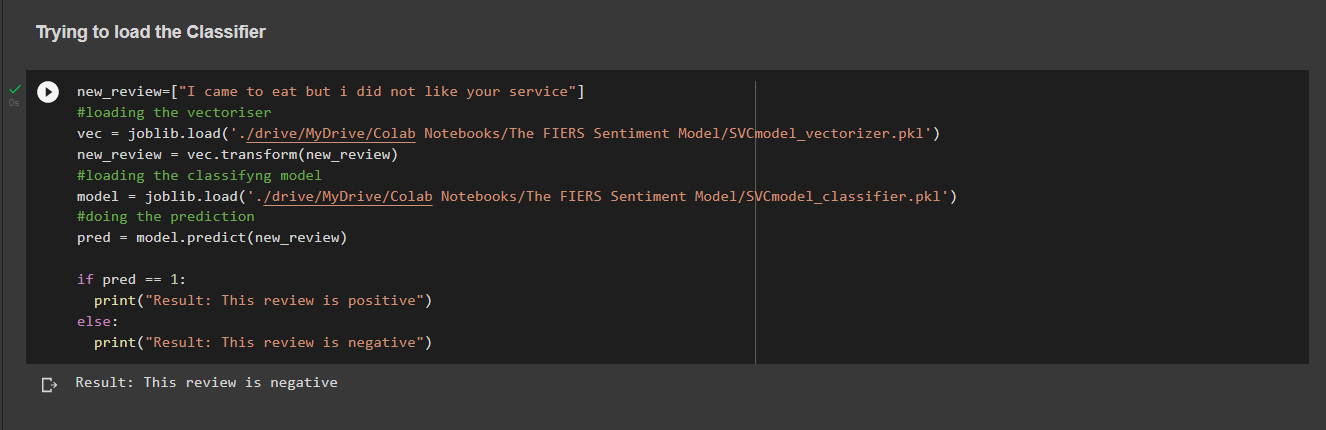 Trying to load the Classifier
new_review=["I came to eat but i did not like your service"]
#loading the vectoriser
0s
vec = joblib.load('./drive/MyDrive/Colab Notebooks/The FIERS Sentiment Model/SVCmodel_vectorizer.pkl')
new_review = vec.transform(new_review)
#loading the classifyng model
model = joblib.load('./drive/MyDrive/Colab Notebooks/The FIERS Sentiment Model/SVCmodel_classifier.pkl')
#doing the prediction
pred = model.predict(new_review)
if pred == 1:
print("Result: This review is positive")
else:
print("Result: This review is negative")
Result: This review is negative